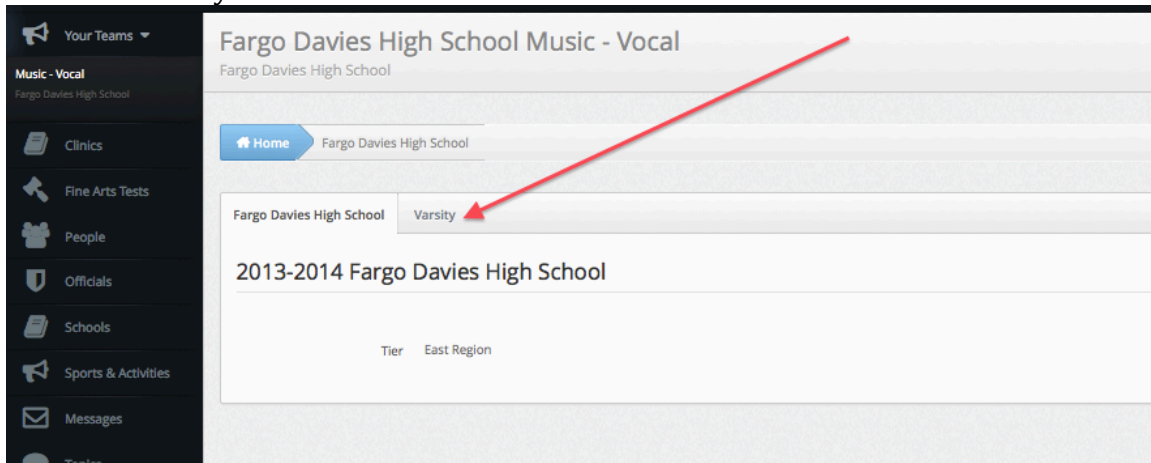 Your Teams
Music - Vocal
Fargo Davies High School
Clinics
Fine Arts Tests
People
Officials
Schools
Sports & Activities
Messages
Fargo Davies High School Music - Vocal
Fargo Davies High School
Home
Fargo Davies High School
Fargo Davies High School
Varsity
2013-2014 Fargo Davies High School
Tier East Region